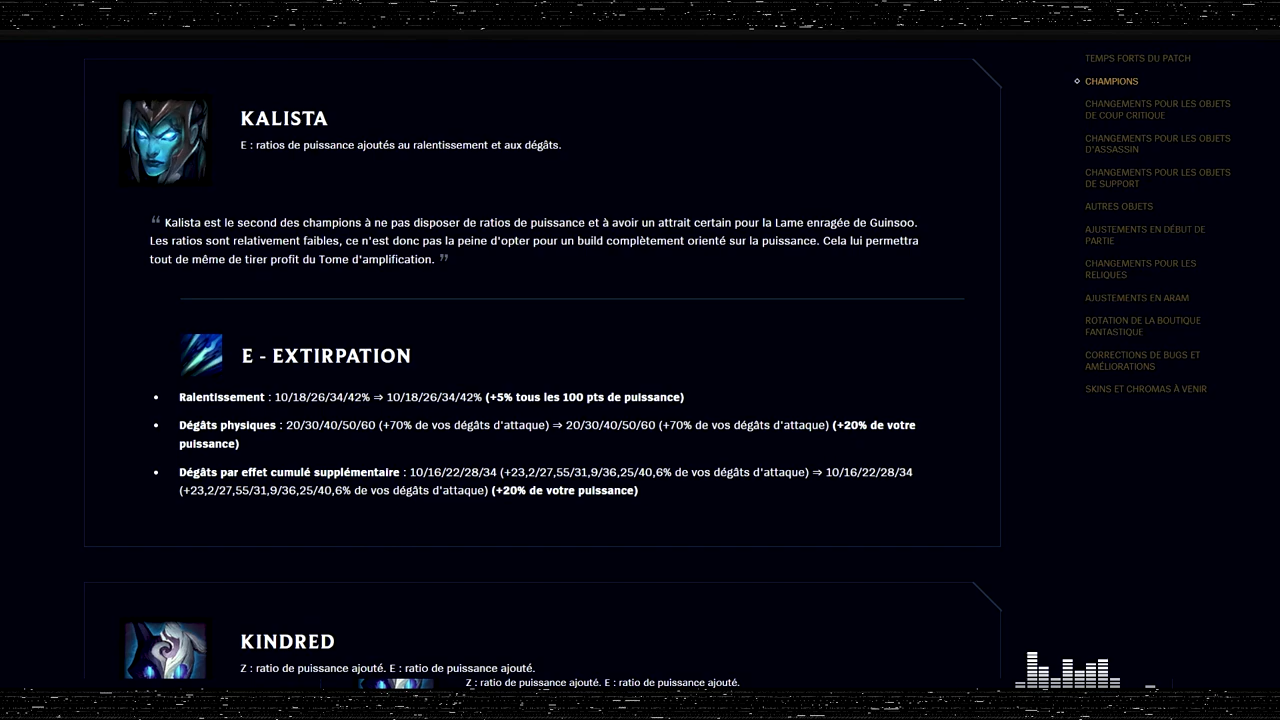 KALISTA
E : ratios de puissance ajoutés au ralentissement et aux dégâts.
“ Kalista est le second des champions à ne pas disposer de ratios de puissance et à avoir un attrait certain pour la Lame enragée de Guinsoo.
Les ratios sont relativement faibles, ce n'est donc pas la peine d'opter pour un build complètement orienté sur la puissance. Cela lui permettra
tout de même de tirer profit du Tome d'amplification. ”
E - EXTIRPATION
• Ralentissement : 10/18/26/34/42% ⇒ 10/18/26/34/42% (+5% tous les 100 pts de puissance)
• Dégâts physiques : 20/30/40/50/60 (+70% de vos dégâts d'attaque) ⇒ 20/30/40/50/60 (+70% de vos dégâts d'attaque) (+20% de votre
puissance)
• Dégâts par effet cumulé supplémentaire : 10/16/22/28/34 (+23,2/27,55/31,9/36,25/40,6% de vos dégâts d'attaque) ⇒ 10/16/22/28/34
(+23,2/27,55/31,9/36,25/40,6% de vos dégâts d'attaque) (+20% de votre puissance)
KINDRED
Z : ratio de puissance ajouté. E : ratio de puissance ajouté.
Z : ratio de puissance ajouté. E : ratio de puissance ajouté.
TEMPS FORTS DU PATCH
CHAMPIONS
CHANGEMENTS POUR LES OBJETS
DE COUP CRITIQUE
CHANGEMENTS POUR LES OBJETS
D'ASSASSIN
CHANGEMENTS POUR LES OBJETS
DE SUPPORT
AUTRES OBJETS
AJUSTEMENTS EN DÉBUT DE
PARTIE
CHANGEMENTS POUR LES
RELIQUES
AJUSTEMENTS EN ARAM
ROTATION DE LA BOUTIQUE
FANTASTIQUE
CORRECTIONS DE BUGS ET
AMÉLIORATIONS
SKINS ET CHROMAS À VENIR